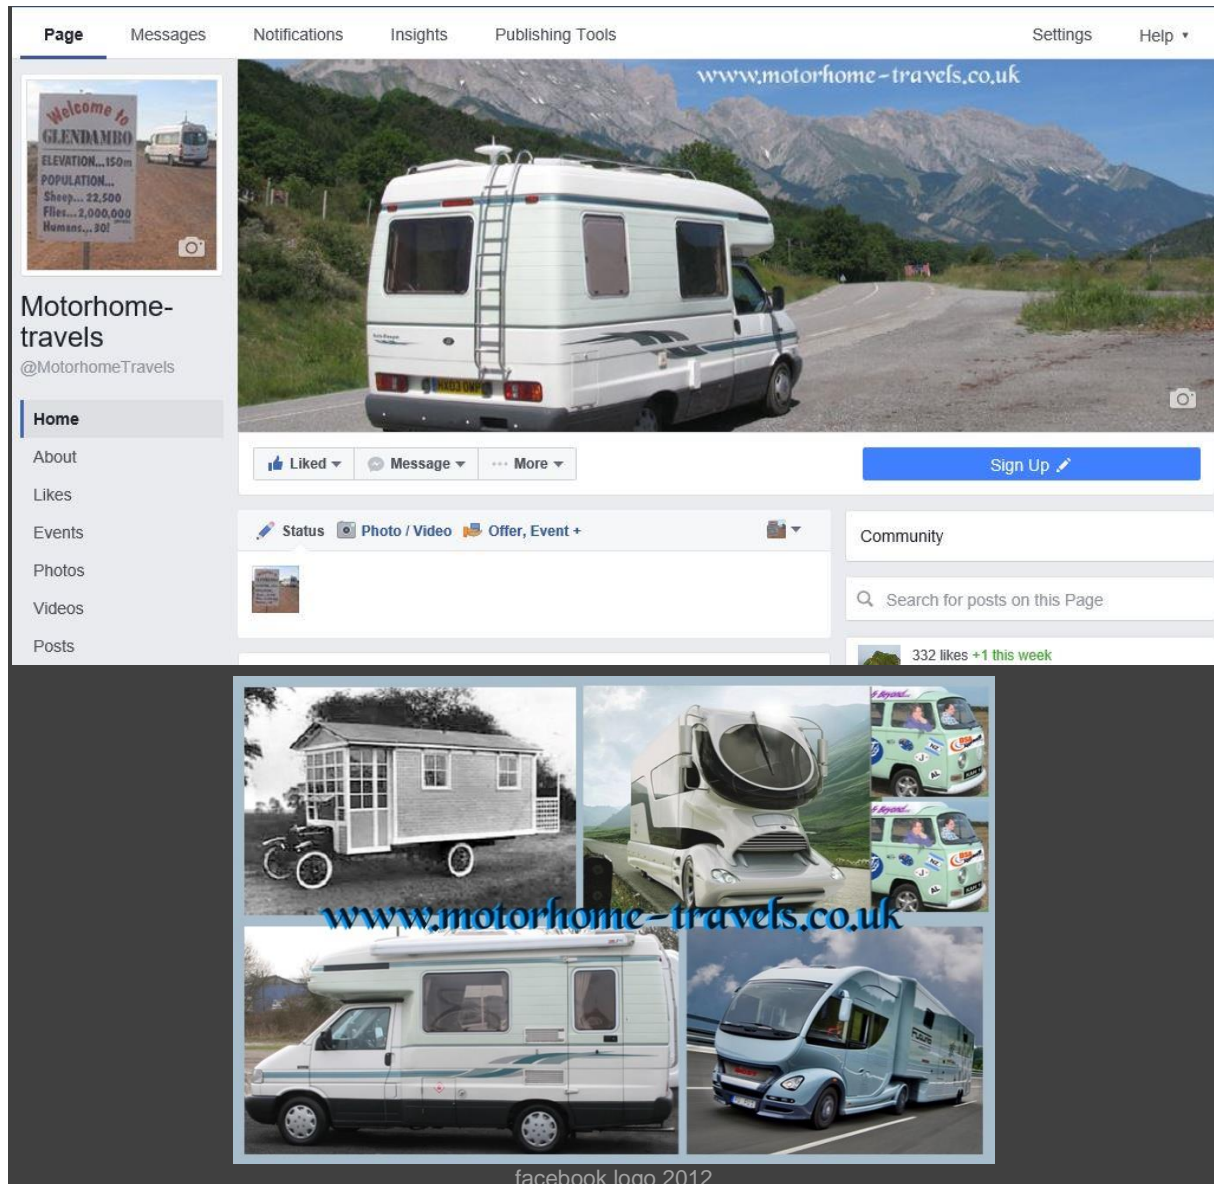 Page Messages Notifications Insights Publishing Tools Settings Help
Welcome to
GLENDAMBO
ELEVATION...150m
POPULATION...
Sheep... 22,500
Flies...2,000,000
Humans...30!
www.motorhome-travels.co.uk
Motorhome-
travels
@MotorhomeTravels
Home
About
Likes
Events
Photos
Videos
Posts
Liked Message More
Sign Up
Status Photo / Video Offer, Event +
Community
Search for posts on this Page
332 likes +1 this week
www.motorhome-travels.co.uk
facebook logo 2012